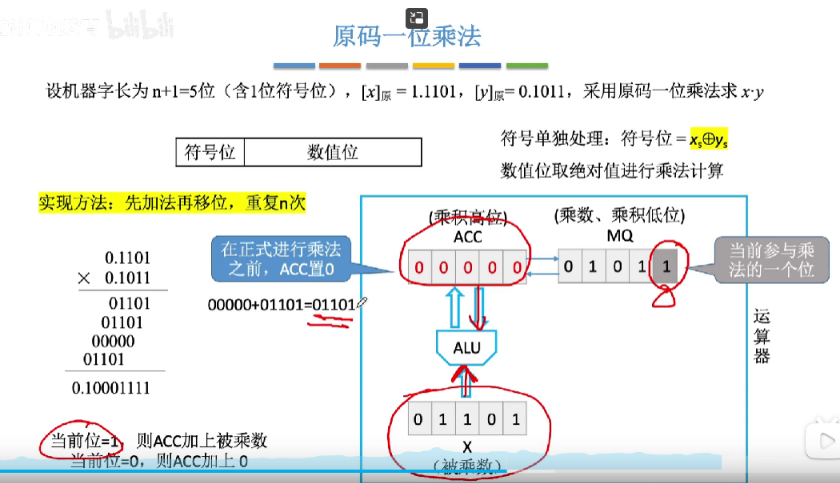 bilibili
原码一位乘法
设机器字长为 n+1=5位（含1位符号位），[x]原 = 1.1101，[y]原= 0.1011，采用原码一位乘法求 x·y
符号位 数值位
符号单独处理：符号位 = xs⊕ys
数值位取绝对值进行乘法计算
实现方法：先加法再移位，重复n次
0.1101
× 0.1011
01101
01101
00000
01101
0.10001111
当前位=1，则ACC加上被乘数
当前位=0，则ACC加上 0
在正式进行乘法
之前，ACC置0
00000+01101=01101
(乘积高位)
ACC
0 0 0 0 0
(乘数、乘积低位)
MQ
0 1 0 1 1
当前参与乘
法的一个位
ALU
0 1 1 0 1
X
（被乘数）
运算器